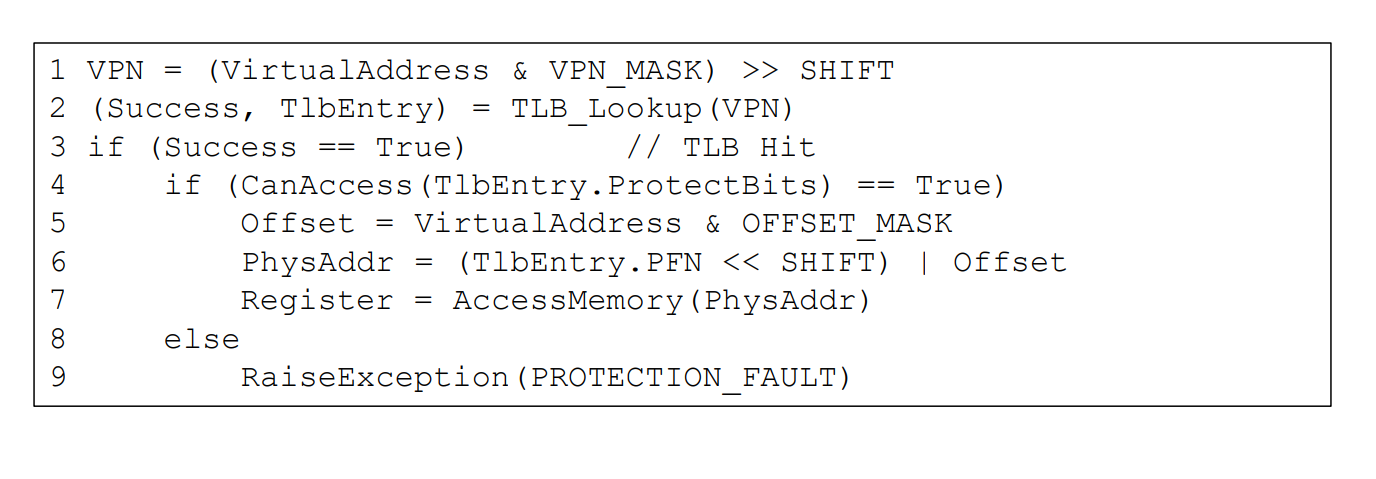 1 VPN = (VirtualAddress & VPN_MASK) >> SHIFT
2 (Success, TlbEntry) = TLB_Lookup(VPN)
3 if (Success == True) // TLB Hit
4 if (CanAccess(TlbEntry.ProtectBits) == True)
5 Offset = VirtualAddress & OFFSET_MASK
6 PhysAddr = (TlbEntry.PFN << SHIFT) | Offset
7 Register = AccessMemory(PhysAddr)
8 else
9 RaiseException(PROTECTION_FAULT)